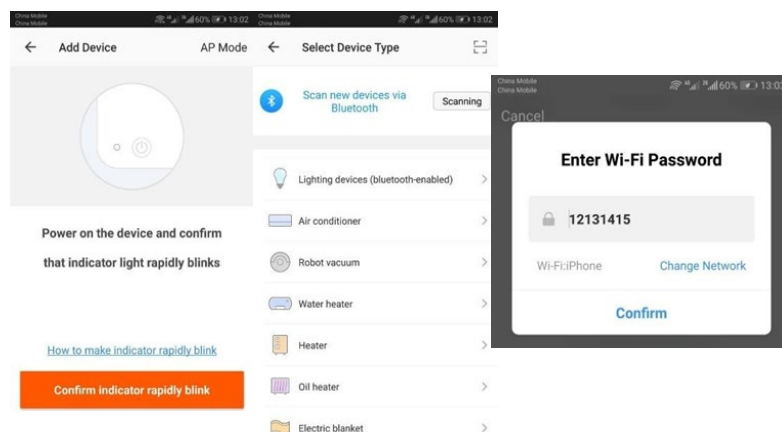 China Mobile
China Mobile
60% 13:02
Add Device
AP Mode
Power on the device and confirm
that indicator light rapidly blinks
How to make indicator rapidly blink
Confirm indicator rapidly blink
China Mobile
China Mobile
60% 13:02
Select Device Type
Scan new devices via
Bluetooth
Scanning
Lighting devices (bluetooth-enabled)
Air conditioner
Robot vacuum
Water heater
Heater
Oil heater
Electric blanket
China Mobile
China Mobile
60% 13:03
Cancel
Enter Wi-Fi Password
12131415
Wi-Fi:iPhone
Change Network
Confirm